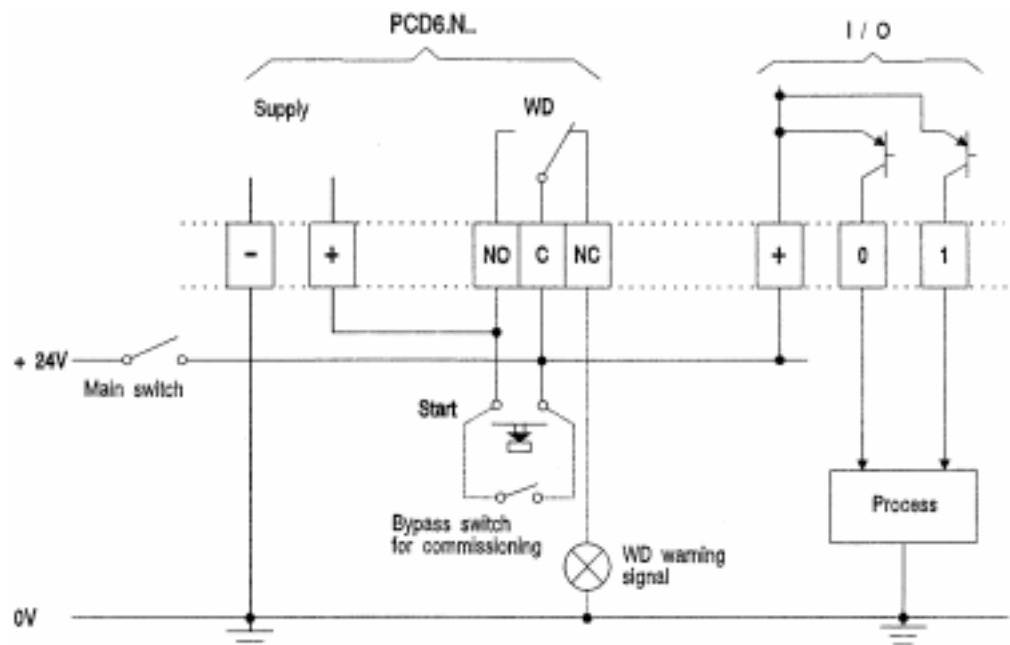 PCD6.N..
I / O
Supply
WD
-
+
NO
C
NC
+
0
1
+ 24V
Main switch
Start
Bypass switch
for commissioning
WD warning
signal
Process
0V